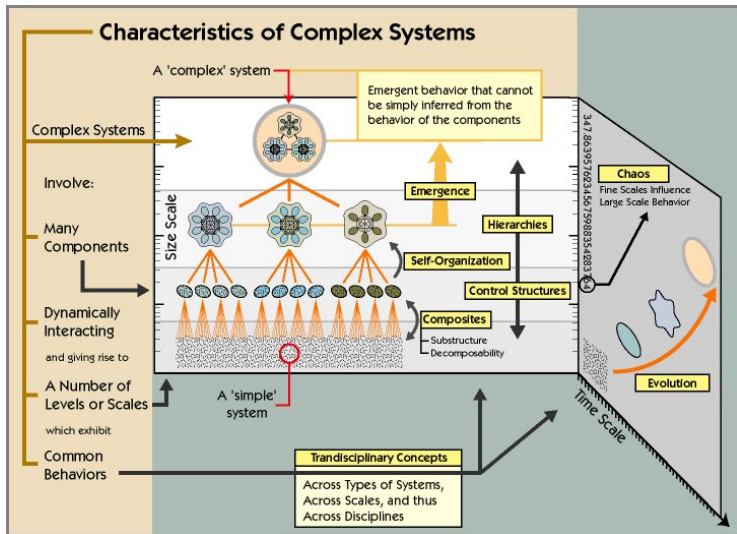 Characteristics of Complex Systems
A 'complex' system
Emergent behavior that cannot
be simply inferred from the
behavior of the components
Complex Systems
Involve:
Many
Components
Dynamically
Interacting
and giving rise to
A Number of
Levels or Scales
which exhibit
Common
Behaviors
Size Scale
Emergence
Hierarchies
Self-Organization
Control Structures
Composites
Substructure
Decomposability
A 'simple'
system
Chaos
Fine Scales Influence
Large Scale Behavior
Evolution
Time Scale
Trandisciplinary Concepts
Across Types of Systems,
Across Scales, and thus
Across Disciplines